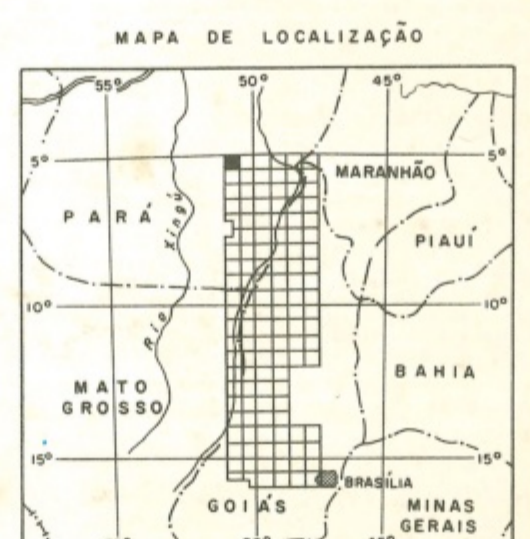 MAPA DE LOCALIZAÇÃO
55° 50° 45°
5° 5°
MARANHÃO
PARÁ
Rio Xingú
PIAUÍ
10° 10°
BAHIA
MATO
GROSSO
15° 15°
BRASÍLIA
GOIÁS
MINAS
GERAIS